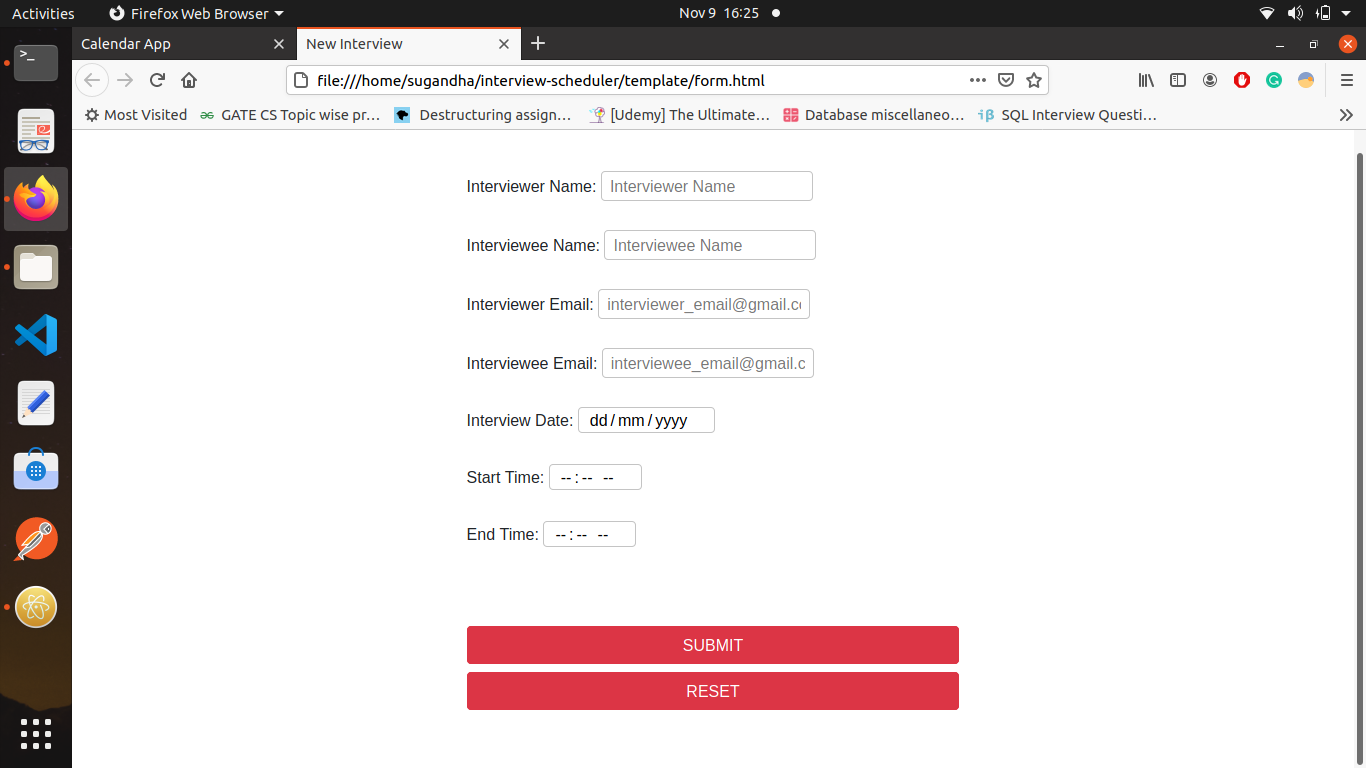 Activities Firefox Web Browser Nov 9 16:25
Calendar App New Interview
file:///home/sugandha/interview-scheduler/template/form.html
Most Visited GATE CS Topic wise pr… Destructuring assign… [Udemy] The Ultimate… Database miscellaneo… iβ SQL Interview Questi…
Interviewer Name: Interviewer Name
Interviewee Name: Interviewee Name
Interviewer Email: interviewer_email@gmail.co
Interviewee Email: interviewee_email@gmail.c
Interview Date: dd/mm/yyyy
Start Time: --:-- --
End Time: --:-- --
SUBMIT
RESET